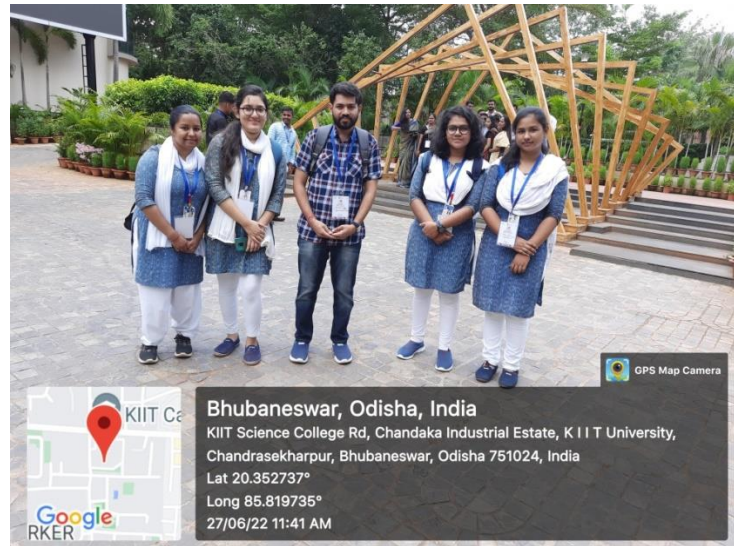 GPS Map Camera
KIIT Ca
Google
RKER
Bhubaneswar, Odisha, India
KIIT Science College Rd, Chandaka Industrial Estate, K I I T University,
Chandrasekharpur, Bhubaneswar, Odisha 751024, India
Lat 20.352737°
Long 85.819735°
27/06/22 11:41 AM